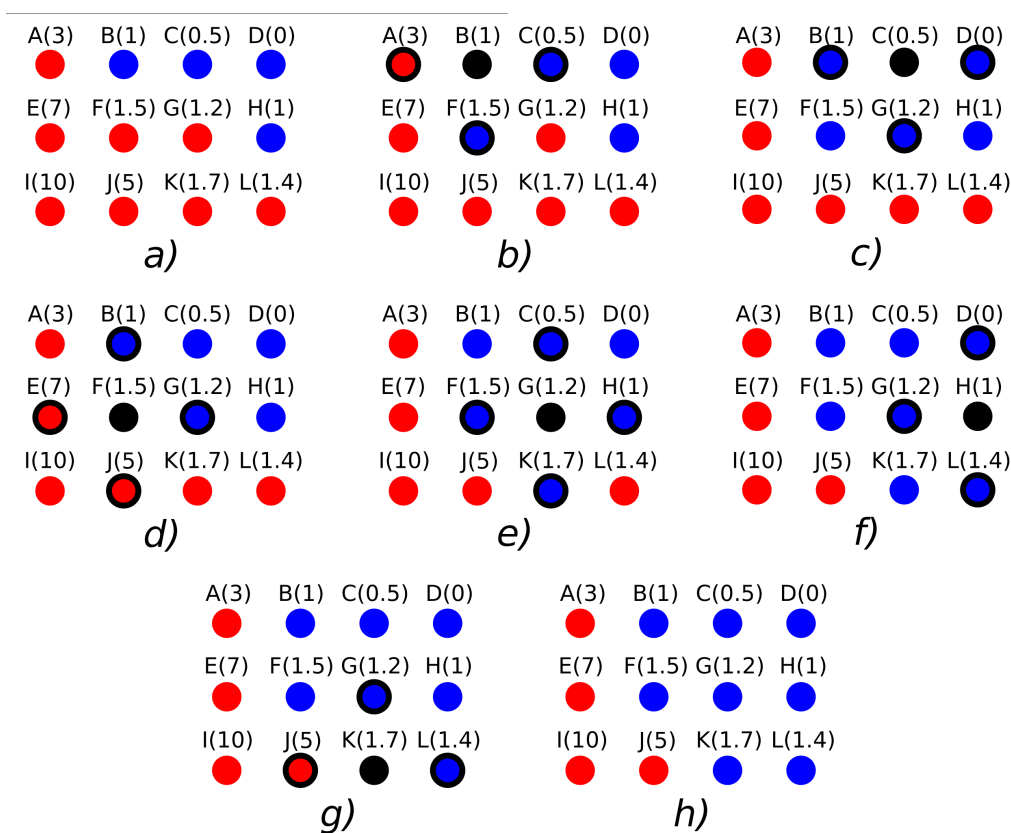 A(3) B(1) C(0.5) D(0)
E(7) F(1.5) G(1.2) H(1)
I(10) J(5) K(1.7) L(1.4)
a)
A(3) B(1) C(0.5) D(0)
E(7) F(1.5) G(1.2) H(1)
I(10) J(5) K(1.7) L(1.4)
b)
A(3) B(1) C(0.5) D(0)
E(7) F(1.5) G(1.2) H(1)
I(10) J(5) K(1.7) L(1.4)
c)
A(3) B(1) C(0.5) D(0)
E(7) F(1.5) G(1.2) H(1)
I(10) J(5) K(1.7) L(1.4)
d)
A(3) B(1) C(0.5) D(0)
E(7) F(1.5) G(1.2) H(1)
I(10) J(5) K(1.7) L(1.4)
e)
A(3) B(1) C(0.5) D(0)
E(7) F(1.5) G(1.2) H(1)
I(10) J(5) K(1.7) L(1.4)
f)
A(3) B(1) C(0.5) D(0)
E(7) F(1.5) G(1.2) H(1)
I(10) J(5) K(1.7) L(1.4)
g)
A(3) B(1) C(0.5) D(0)
E(7) F(1.5) G(1.2) H(1)
I(10) J(5) K(1.7) L(1.4)
h)